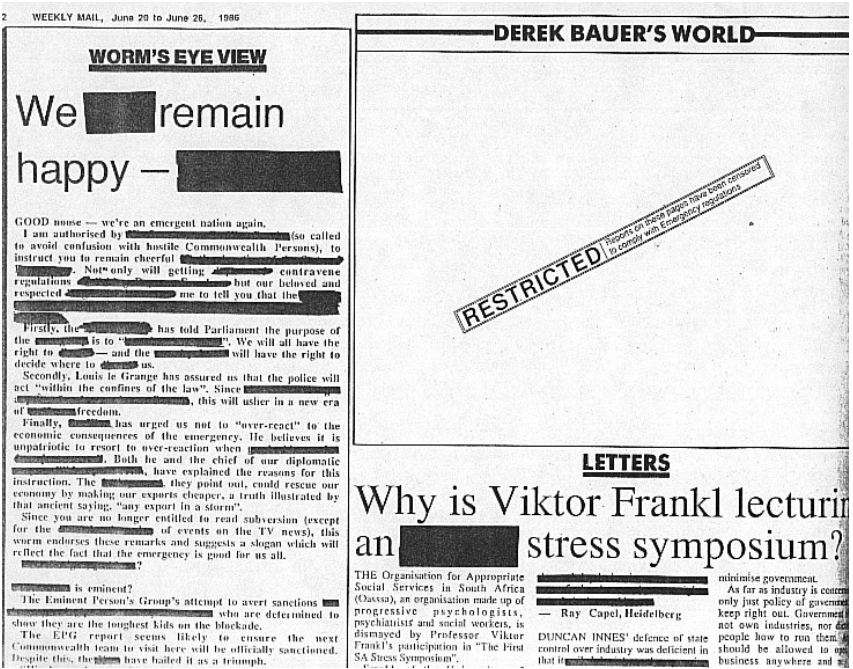 2 WEEKLY MAIL, June 20 to June 26, 1986
WORM'S EYE VIEW
We remain
happy –
GOOD nouse — we're an emergent nation again.
I am authorised by (so called
to avoid confusion with hostile Commonwealth Persons), to
instruct you to remain cheerful
. Not only will getting contravene
regulations but our beloved and
respected me to tell you that the
Firstly, the has told Parliament the purpose of
the is to " ". We will all have the
right to — and the will have the right to
decide where to us.
Secondly, Louis le Grange has assured us that the police will
act "within the confines of the law". Since
, this will usher in a new era
of freedom.
Finally, has urged us not to "over-react" to the
economic consequences of the emergency. He believes it is
unpatriotic to resort to over-reaction when
. Both he and the chief of our diplomatic
, have explained the reasons for this
instruction. The , they point out, could rescue our
economy by making our exports cheaper, a truth illustrated by
that ancient saying, "any export in a storm".
Since you are no longer entitled to read subversion (except
for the of events on the TV news), this
worm endorses these remarks and suggests a slogan which will
reflect the fact that the emergency is good for us all.
?
is eminent?
The Eminent Person's Group's attempt to avert sanctions
who are determined to
show they are the toughest kids on the blockade.
The EPG report seems likely to ensure the next
Commonwealth team to visit here will be officially sanctioned.
Despite this, the have hailed it as a triumph.
DEREK BAUER'S WORLD
RESTRICTED
Reports on these pages have been censored
to comply with Emergency regulations
LETTERS
Why is Viktor Frankl lecturin
an stress symposium?
THE Organisation for Appropriate
Social Services in South Africa
(Oassa), an organisation made up of
progressive psychologists,
psychiatrists and social workers, is
dismayed by Professor Viktor
Frankl's participation in "The First
SA Stress Symposium".
— Ray Capel, Heidelberg
DUNCAN INNES' defence of state
control over industry was deficient in
that it
minimise government.
As far as industry is
only just policy of
keep right out. Government
not own industries, nor
people how to run them.
should be allowed to
business anywhere and